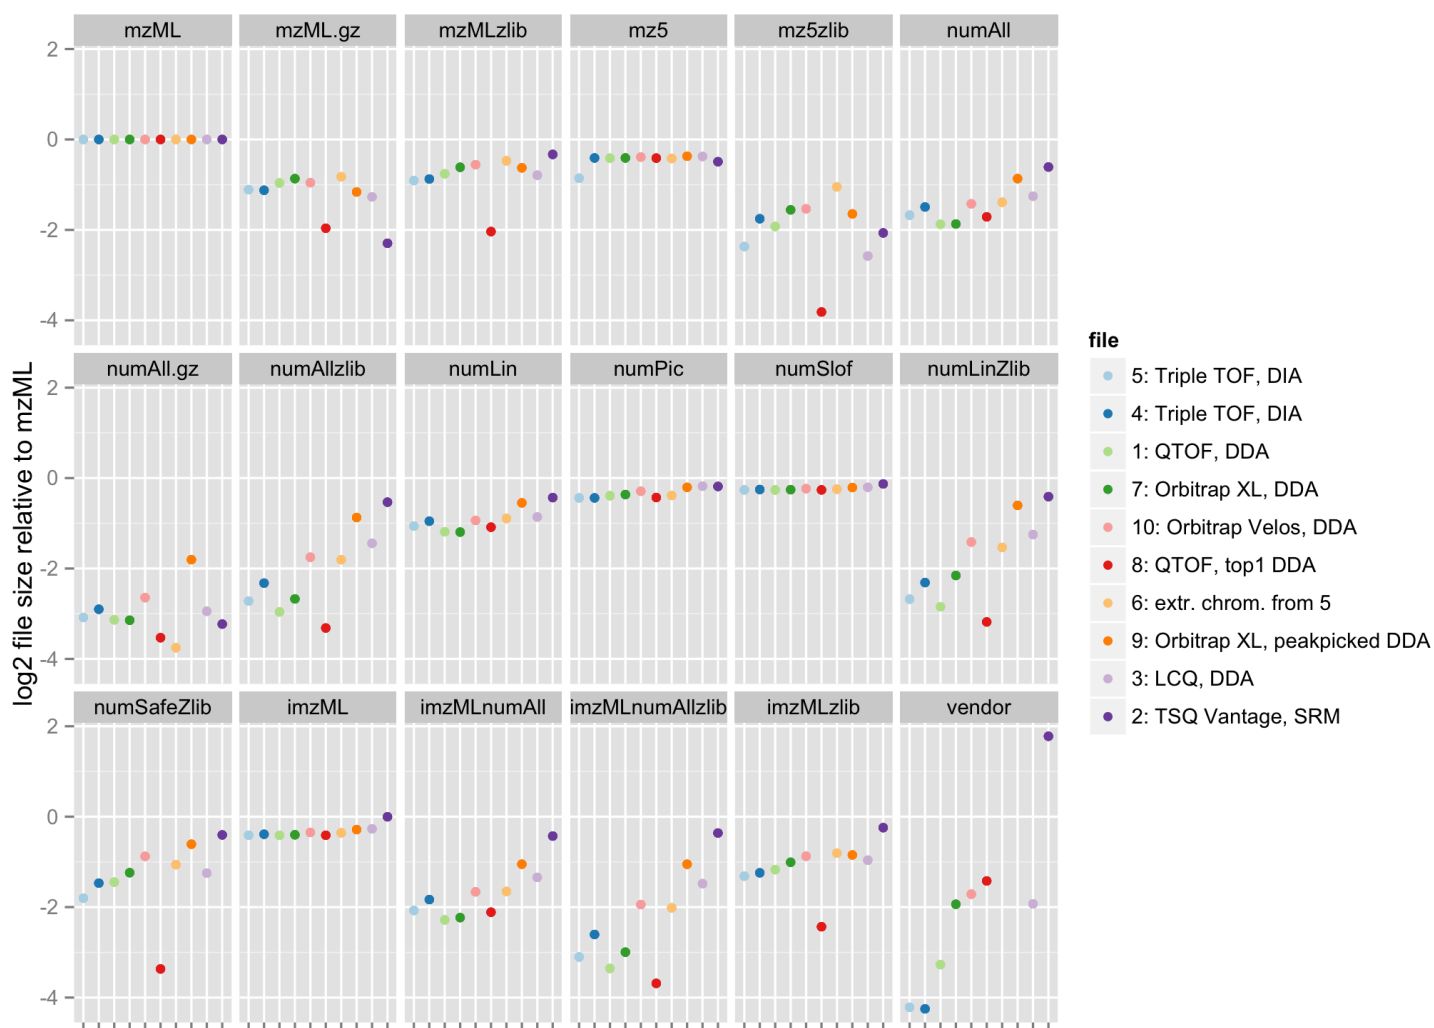 mzML mzML.gz mzMLzlib mz5 mz5zlib numAll
2
0
-2
-4
numAll.gz numAllzlib numLin numPic numSlof numLinZlib
2
0
-2
-4
numSafeZlib imzML imzMLnumAll imzMLnumAllzlib imzMLzlib vendor
2
0
-2
-4
log2 file size relative to mzML
file
5: Triple TOF, DIA
4: Triple TOF, DIA
1: QTOF, DDA
7: Orbitrap XL, DDA
10: Orbitrap Velos, DDA
8: QTOF, top1 DDA
6: extr. chrom. from 5
9: Orbitrap XL, peakpicked DDA
3: LCQ, DDA
2: TSQ Vantage, SRM